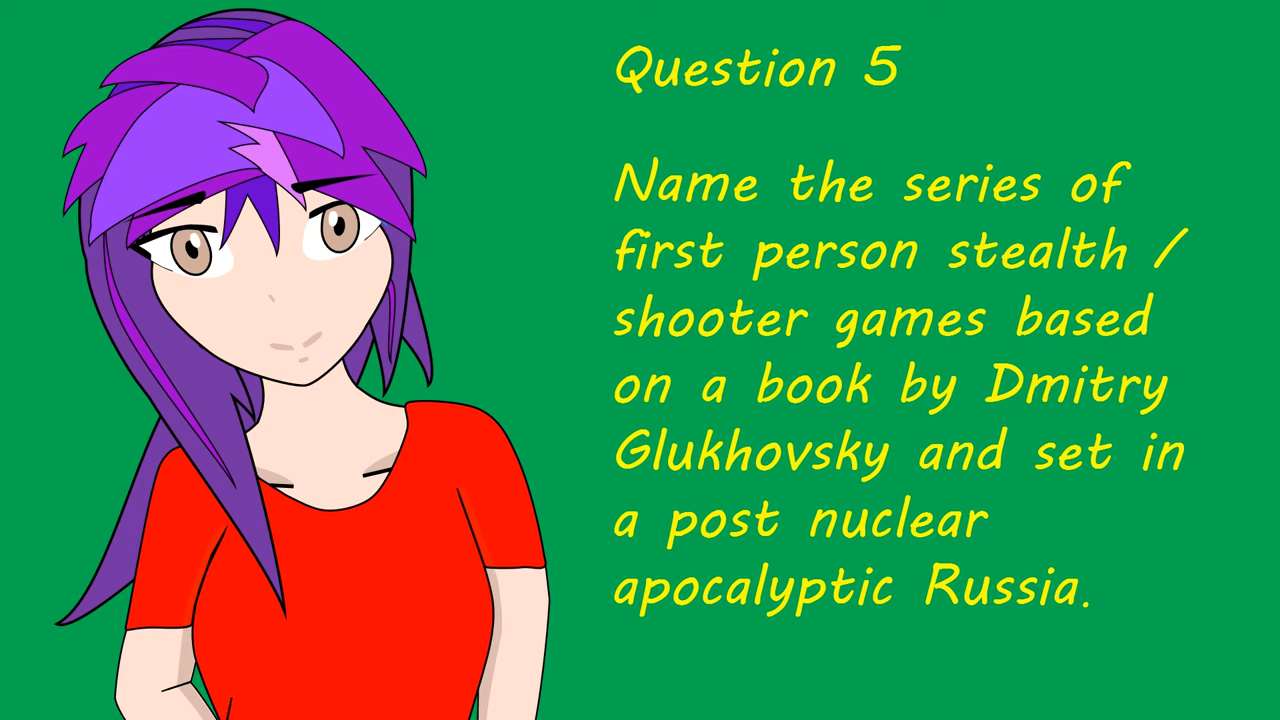 Question 5
Name the series of
first person stealth /
shooter games based
on a book by Dmitry
Glukhovsky and set in
a post nuclear
apocalyptic Russia.